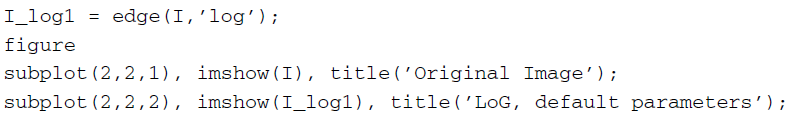 I_log1 = edge(I,’log’);
figure
subplot(2,2,1), imshow(I), title(’Original Image’);
subplot(2,2,2), imshow(I_log1), title(’LoG, default parameters’);